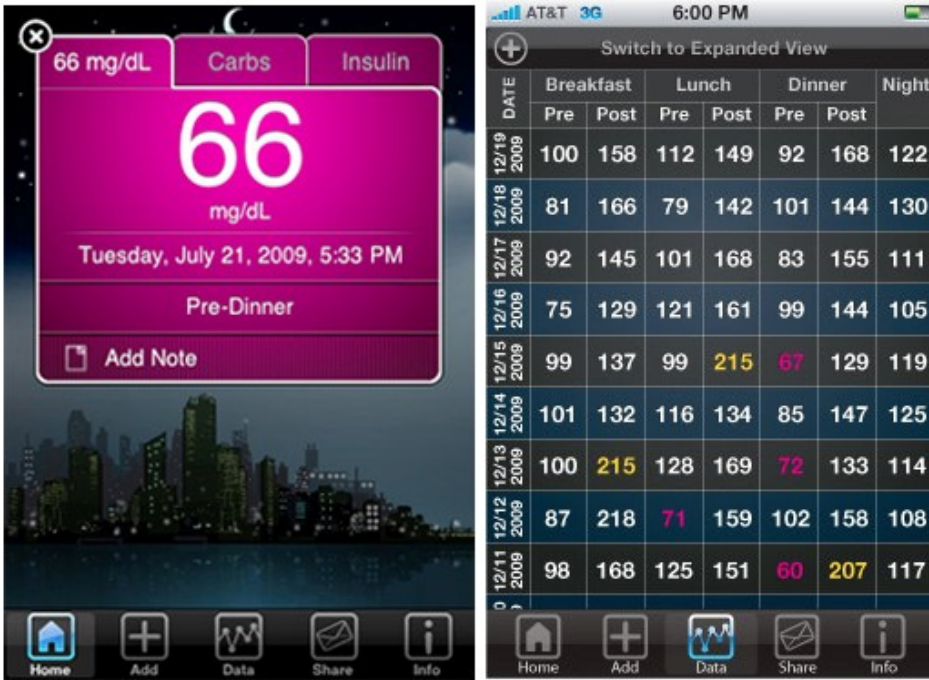 66 mg/dL Carbs Insulin
66
mg/dL
Tuesday, July 21, 2009, 5:33 PM
Pre-Dinner
Add Note
Home Add Data Share Info
AT&T 3G 6:00 PM
Switch to Expanded View
DATE Breakfast Lunch Dinner Night
Pre Post Pre Post Pre Post
12/19 2009 100 158 112 149 92 168 122
12/18 2009 81 166 79 142 101 144 130
12/17 2009 92 145 101 168 83 155 111
12/16 2009 75 129 121 161 99 144 105
12/15 2009 99 137 99 215 67 129 119
12/14 2009 101 132 116 134 85 147 125
12/13 2009 100 215 128 169 72 133 114
12/12 2009 87 218 71 159 102 158 108
12/11 2009 98 168 125 151 60 207 117
Home Add Data Share Info